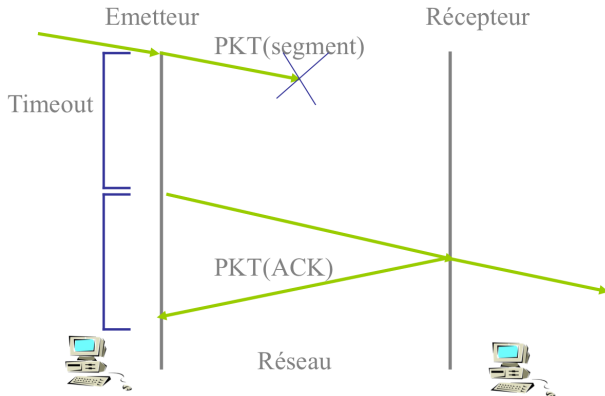 Emetteur
Récepteur
PKT(segment)
Timeout
PKT(ACK)
Réseau